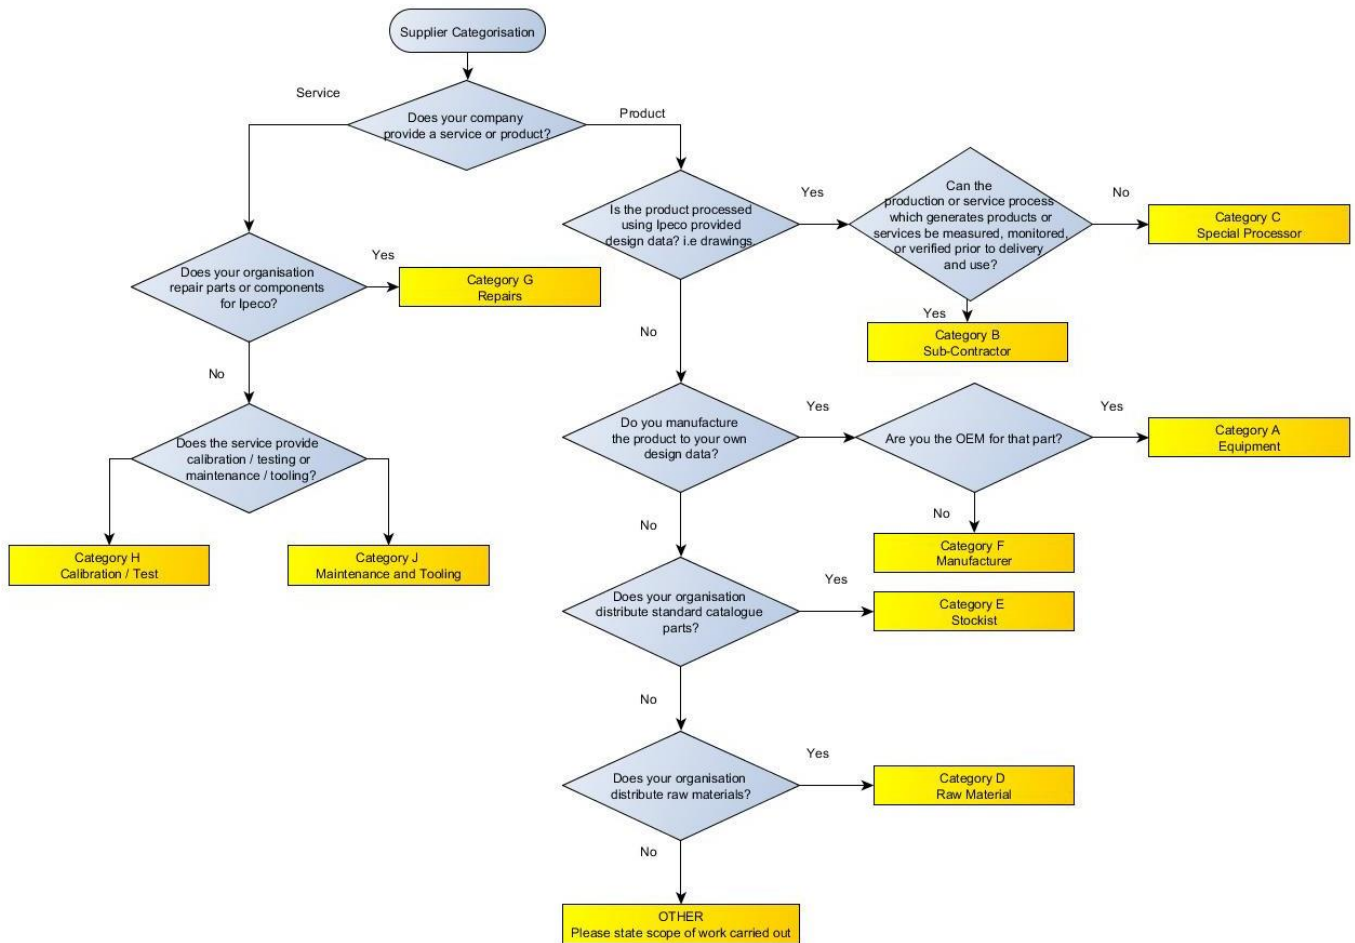 Supplier Categorisation
Service
Does your company
provide a service or product?
Product
Is the product processed
using Ipeco provided
design data? i.e drawings.
Yes
Can the
production or service process
which generates products or
services be measured, monitored,
or verified prior to delivery
and use?
No
Category C
Special Processor
Does your organisation
repair parts or components
for Ipeco?
Yes
Category G
Repairs
Yes
Category B
Sub-Contractor
No
No
Does the service provide
calibration / testing or
maintenance / tooling?
Do you manufacture
the product to your own
design data?
Yes
Are you the OEM for that part?
Yes
Category A
Equipment
No
No
Category H
Calibration / Test
Category J
Maintenance and Tooling
Category F
Manufacturer
Does your organisation
distribute standard catalogue
parts?
Yes
Category E
Stockist
No
Does your organisation
distribute raw materials?
Yes
Category D
Raw Material
No
OTHER
Please state scope of work carried out